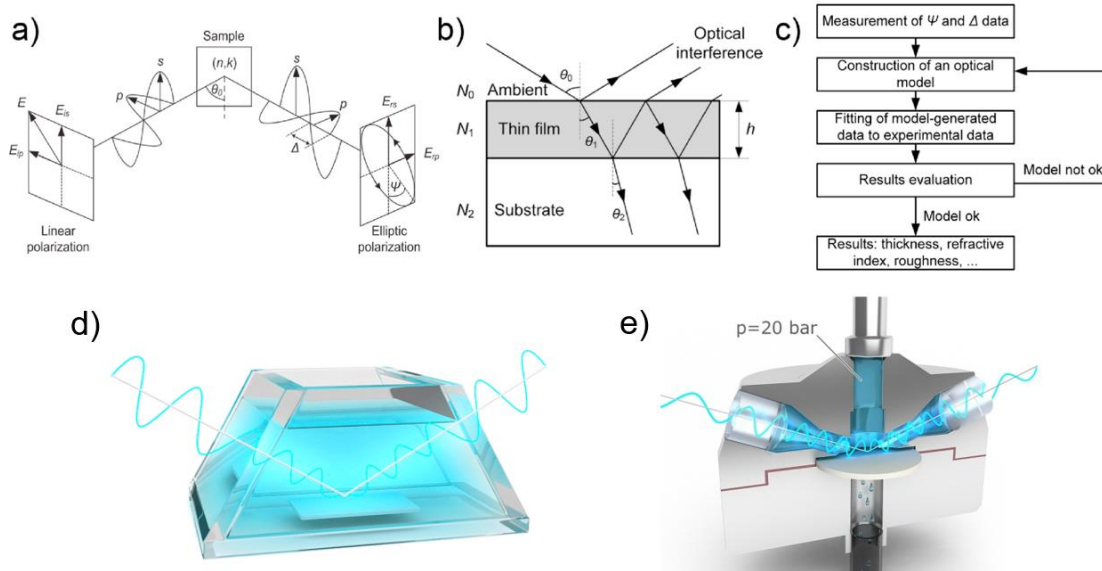 a)
Sample
(n,k)
θ₀
s
p
E
Eis
Eip
s
p
Δ
Ers
Erp
Ψ
Linear
polarization
Elliptic
polarization
b)
Optical
interference
θ₀
N₀
Ambient
N₁
Thin film
h
θ₁
N₂
Substrate
θ₂
c)
Measurement of Ψ and Δ data
Construction of an optical
model
Fitting of model-generated
data to experimental data
Results evaluation
Model not ok
Model ok
Results: thickness, refractive
index, roughness, ...
d)
e)
p=20 bar